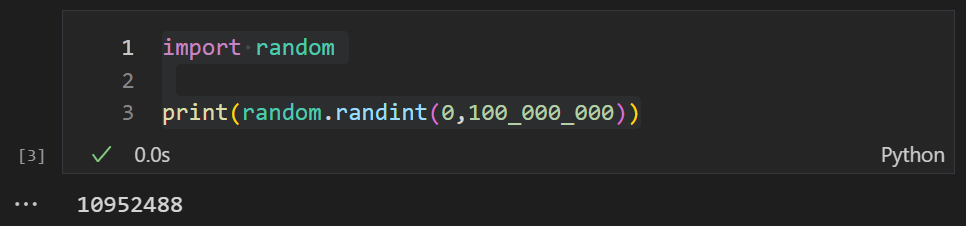 1 import random
2
3 print(random.randint(0,100_000_000))
[3] ✓ 0.0s Python
··· 10952488